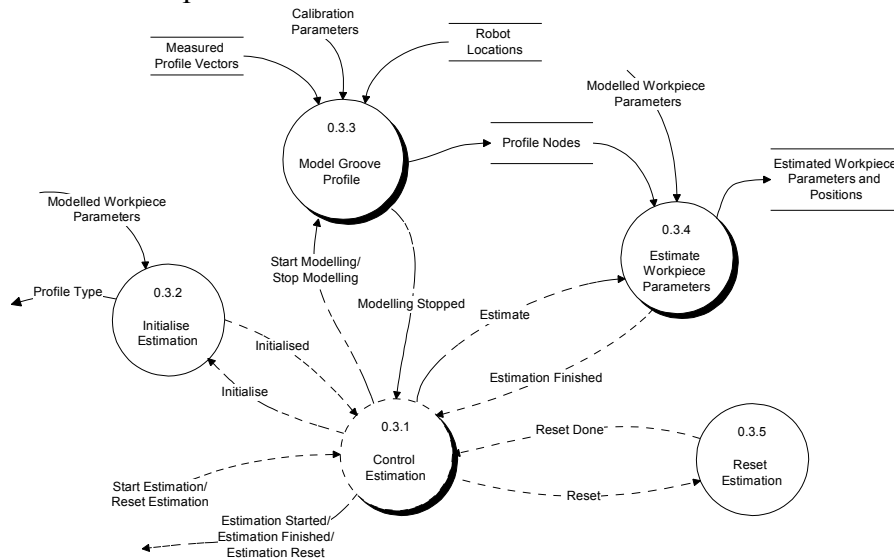 Calibration
Parameters
Measured
Profile Vectors
Robot
Locations
Modelled Workpiece
Parameters
0.3.3
Model Groove
Profile
Profile Nodes
Estimated Workpiece
Parameters and
Positions
Modelled Workpiece
Parameters
0.3.4
Estimate
Workpiece
Parameters
Start Modelling/
Stop Modelling
Profile Type
0.3.2
Initialise
Estimation
Modelling Stopped
Estimate
Initialised
Initialise
Estimation Finished
0.3.1
Control
Estimation
Reset Done
0.3.5
Reset
Estimation
Start Estimation/
Reset Estimation
Reset
Estimation Started/
Estimation Finished/
Estimation Reset